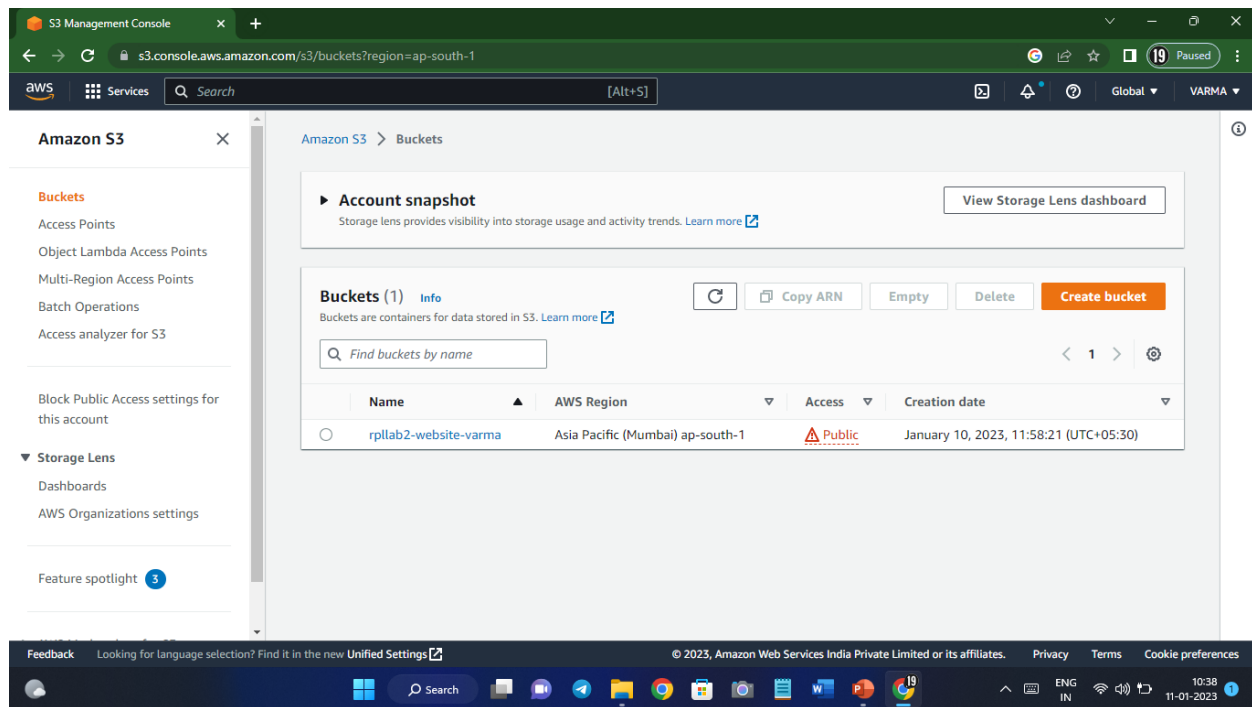 S3 Management Console
s3.console.aws.amazon.com/s3/buckets?region=ap-south-1
19 Paused
aws Services Search [Alt+S] Global VARMA
Amazon S3
Buckets
Access Points
Object Lambda Access Points
Multi-Region Access Points
Batch Operations
Access analyzer for S3
Block Public Access settings for
this account
Storage Lens
Dashboards
AWS Organizations settings
Feature spotlight 3
Amazon S3 > Buckets
Account snapshot
Storage lens provides visibility into storage usage and activity trends. Learn more
View Storage Lens dashboard
Buckets (1) Info
Buckets are containers for data stored in S3. Learn more
Copy ARN Empty Delete Create bucket
Find buckets by name
1
Name AWS Region Access Creation date
rpllab2-website-varma Asia Pacific (Mumbai) ap-south-1 Public January 10, 2023, 11:58:21 (UTC+05:30)
Feedback Looking for language selection? Find it in the new Unified Settings © 2023, Amazon Web Services India Private Limited or its affiliates. Privacy Terms Cookie preferences
Search
19
ENG
IN
10:38
11-01-2023
1